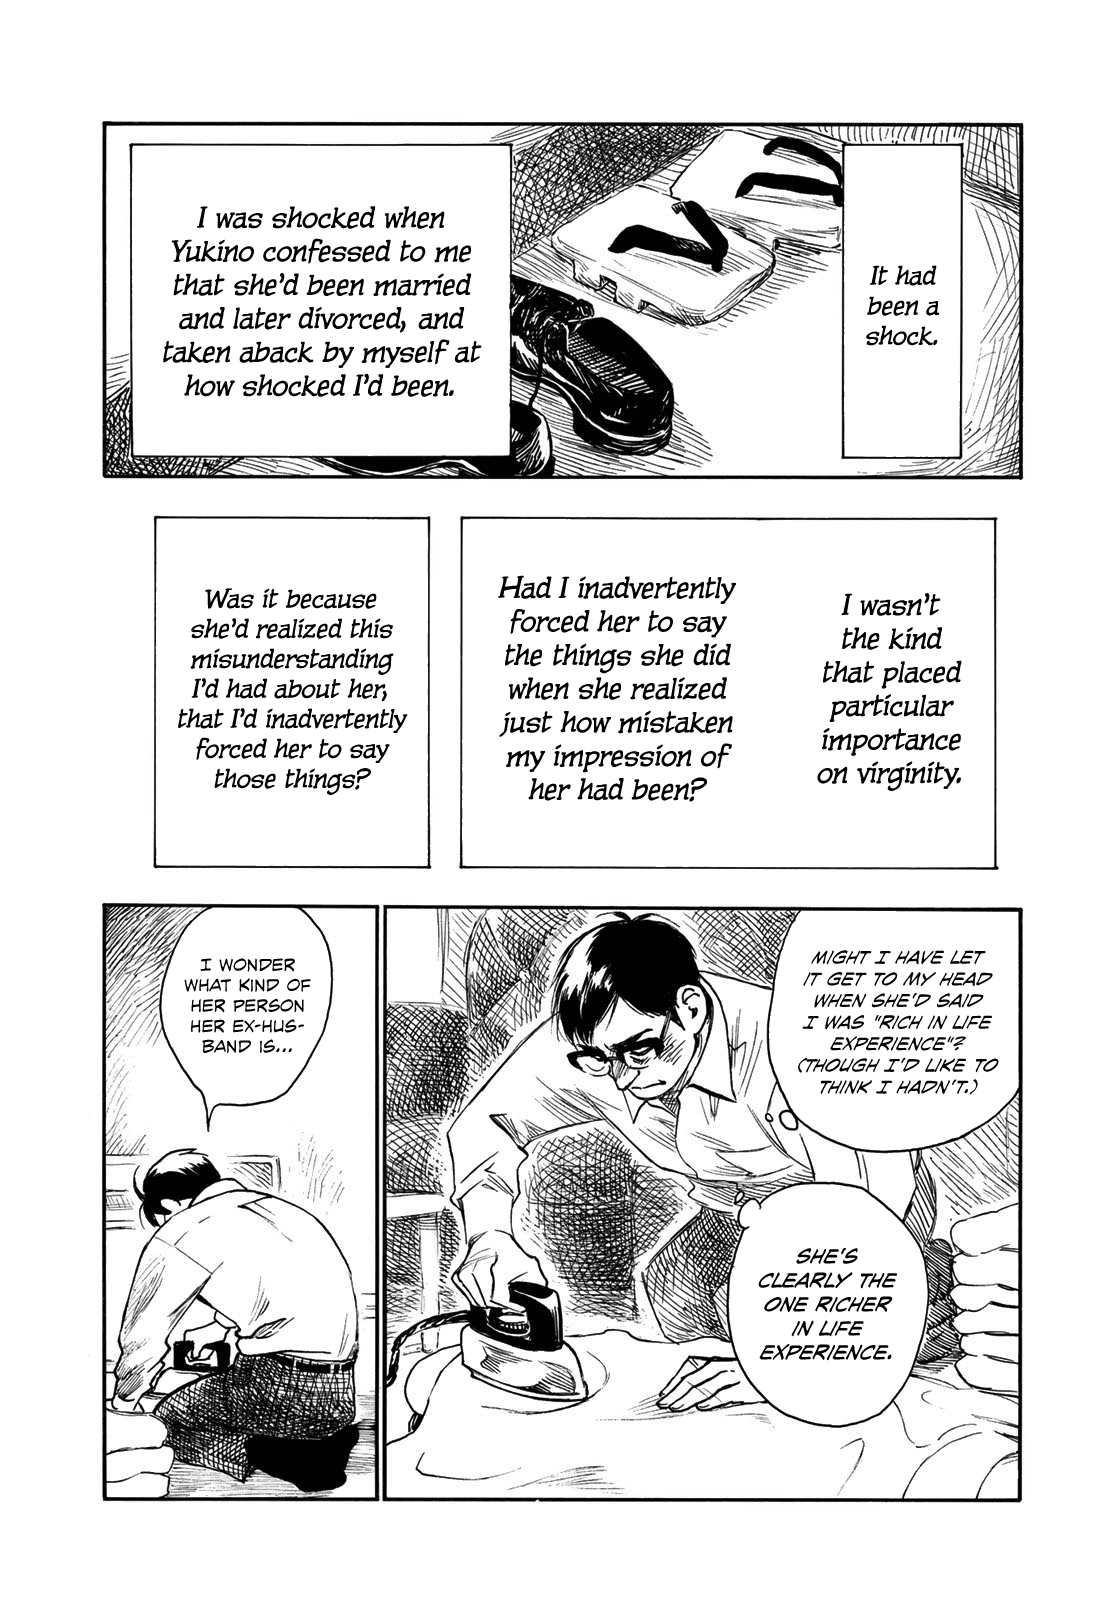 It had
been a
shock.
I was shocked when
Yukino confessed to me
that she'd been married
and later divorced, and
taken aback by myself at
how shocked I'd been.
I wasn't
the kind
that placed
particular
importance
on virginity.
Had I inadvertently
forced her to say
the things she did
when she realized
just how mistaken
my impression of
her had been?
Was it because
she'd realized this
misunderstanding
I'd had about her,
that I'd inadvertently
forced her to say
those things?
MIGHT I HAVE LET
IT GET TO MY HEAD
WHEN SHE'D SAID
I WAS "RICH IN LIFE
EXPERIENCE"?
(THOUGH I'D LIKE TO
THINK I HADN'T.)
SHE'S
CLEARLY THE
ONE RICHER
IN LIFE
EXPERIENCE.
I WONDER
WHAT KIND OF
HER PERSON
HER EX-HUS-
BAND IS...